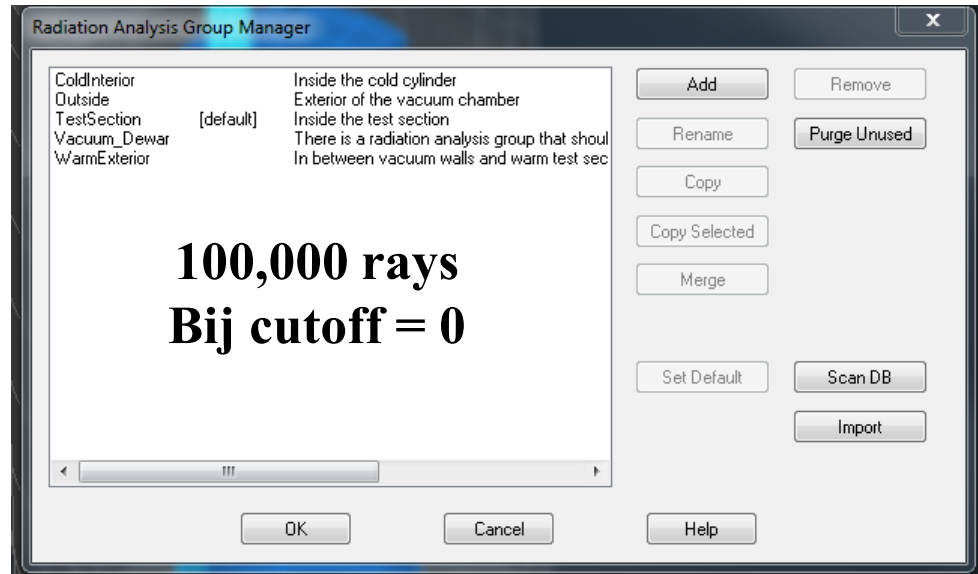 Radiation Analysis Group Manager
ColdInterior Inside the cold cylinder
Outside Exterior of the vacuum chamber
TestSection [default] Inside the test section
Vacuum_Dewar There is a radiation analysis group that shoul
WarmExterior In between vacuum walls and warm test sec
100,000 rays
Bij cutoff = 0
Add Remove
Rename Purge Unused
Copy
Copy Selected
Merge
Set Default Scan DB
Import
OK Cancel Help